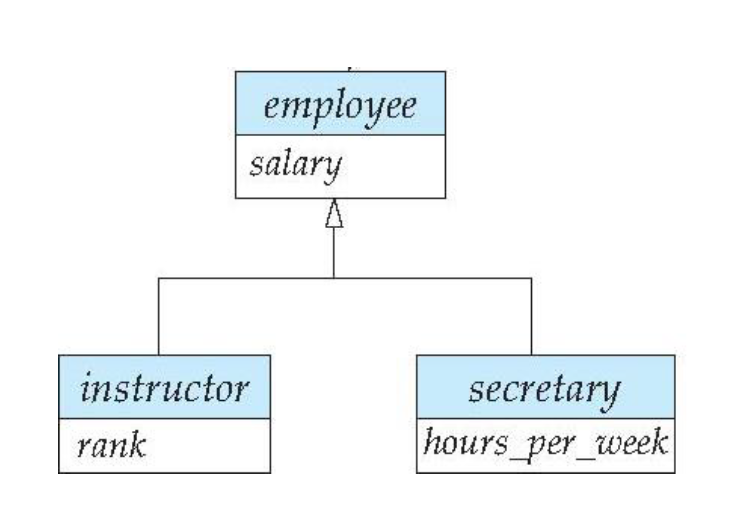 employee
salary
instructor
rank
secretary
hours_per_week